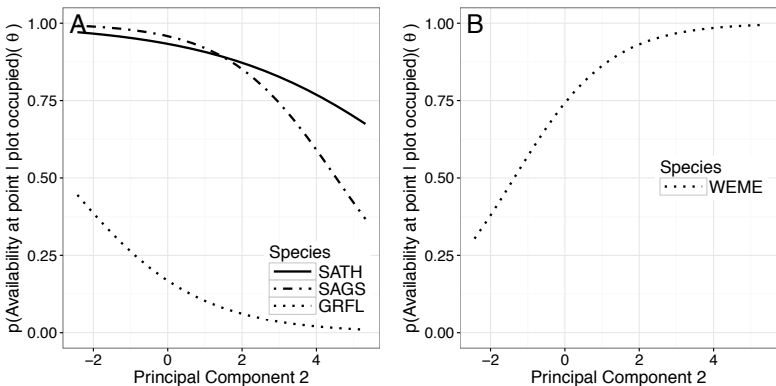 A
p(Availability at point | plot occupied)( θ )
1.00
0.75
0.50
0.25
0.00
−2
0
2
4
Principal Component 2
Species
SATH
SAGS
GRFL
B
p(Availability at point | plot occupied)( θ )
1.00
0.75
0.50
0.25
0.00
−2
0
2
4
Principal Component 2
Species
WEME